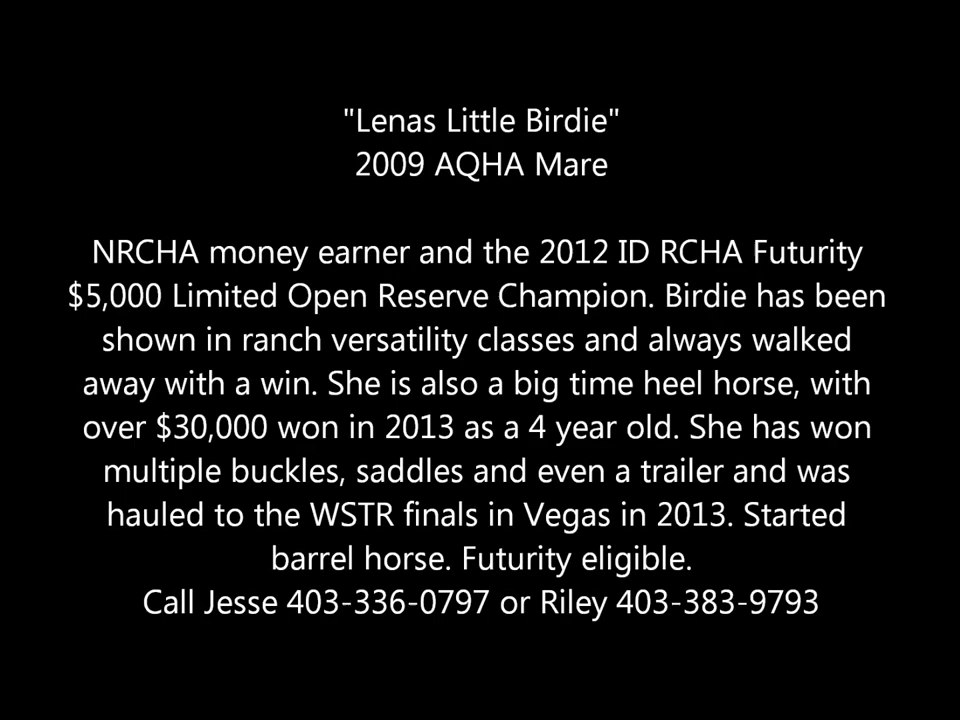 "Lenas Little Birdie"
2009 AQHA Mare
NRCHA money earner and the 2012 ID RCHA Futurity
$5,000 Limited Open Reserve Champion. Birdie has been
shown in ranch versatility classes and always walked
away with a win. She is also a big time heel horse, with
over $30,000 won in 2013 as a 4 year old. She has won
multiple buckles, saddles and even a trailer and was
hauled to the WSTR finals in Vegas in 2013. Started
barrel horse. Futurity eligible.
Call Jesse 403-336-0797 or Riley 403-383-9793